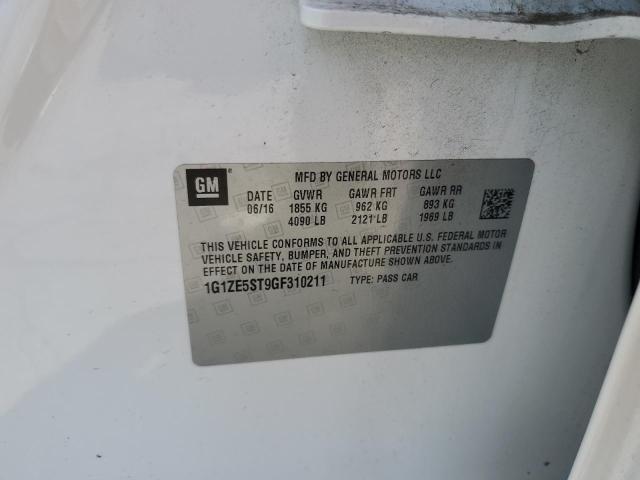 GM
MFD BY GENERAL MOTORS LLC
DATE GVWR GAWR FRT GAWR RR
06/16 1855 KG 962 KG 893 KG
4090 LB 2121 LB 1969 LB
THIS VEHICLE CONFORMS TO ALL APPLICABLE U.S. FEDERAL MOTOR
VEHICLE SAFETY, BUMPER, AND THEFT PREVENTION STANDARDS IN
EFFECT ON THE DATE OF MANUFACTURE SHOWN ABOVE.
1G1ZE5ST9GF310211 TYPE: PASS CAR